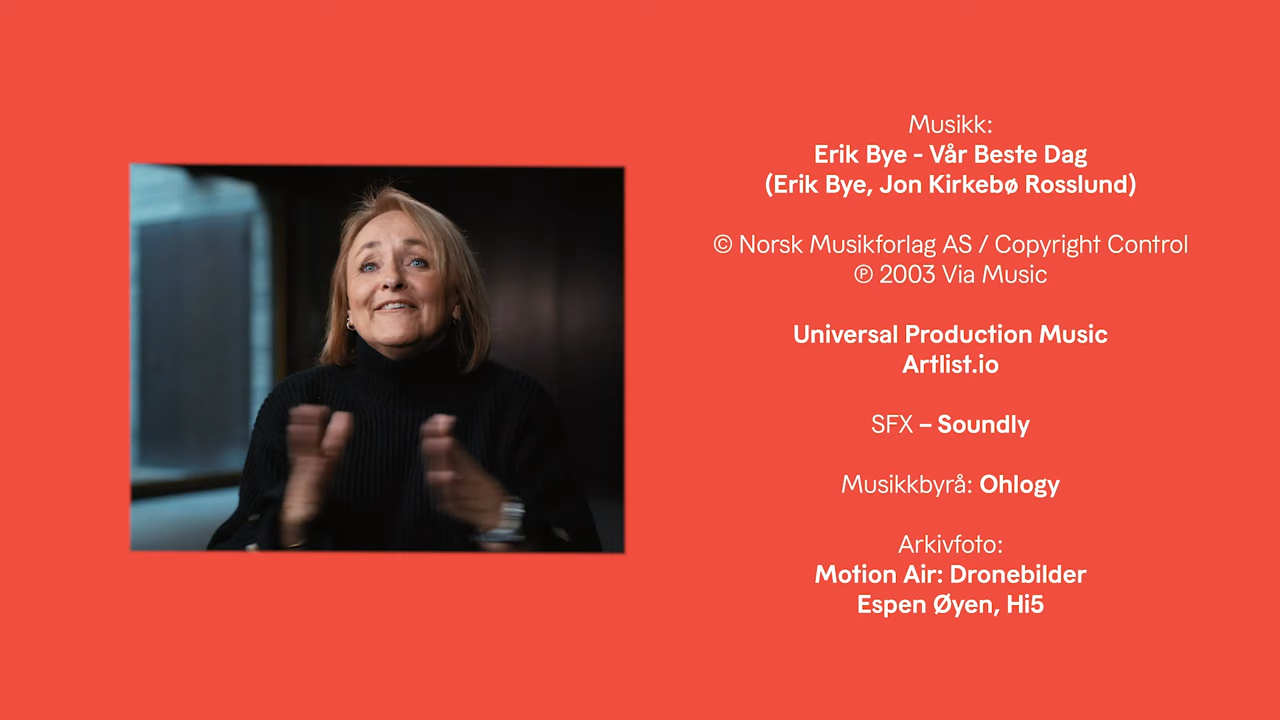 Musikk:
Erik Bye - Vår Beste Dag
(Erik Bye, Jon Kirkebø Rosslund)
© Norsk Musikforlag AS / Copyright Control
℗ 2003 Via Music
Universal Production Music
Artlist.io
SFX – Soundly
Musikkbyrå: Ohlogy
Arkivfoto:
Motion Air: Dronebilder
Espen Øyen, Hi5